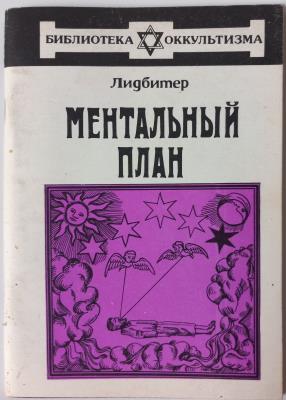 БИБЛИОТЕКА ОККУЛЬТИЗМА
Лидбитер
МЕНТАЛЬНЫЙ
ПЛАН